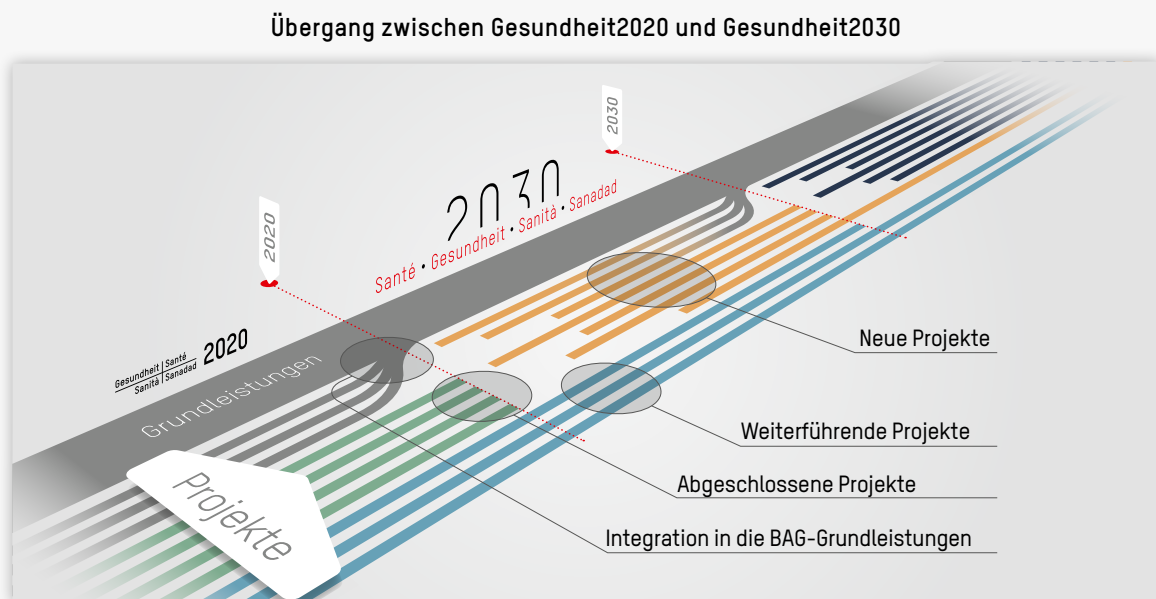 Übergang zwischen Gesundheit2020 und Gesundheit2030
2030
2020
2030
Santé • Gesundheit • Sanità • Sanadad
Gesundheit | Santé
Sanità | Sanadad
2020
Grundleistungen
Projekte
Neue Projekte
Weiterführende Projekte
Abgeschlossene Projekte
Integration in die BAG-Grundleistungen